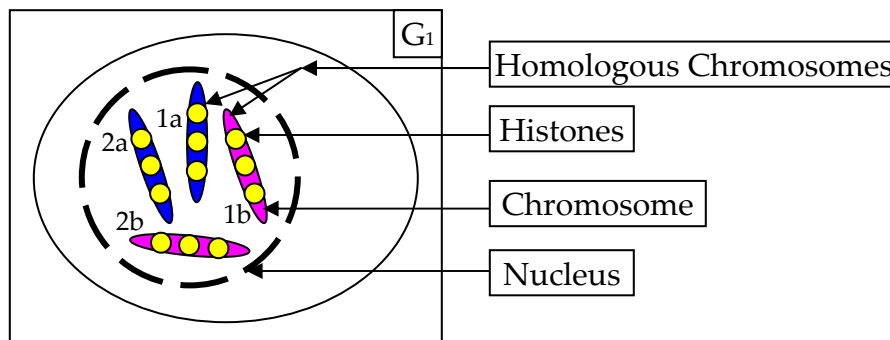 G1
Homologous Chromosomes
1a
2a
Histones
Chromosome
1b
2b
Nucleus